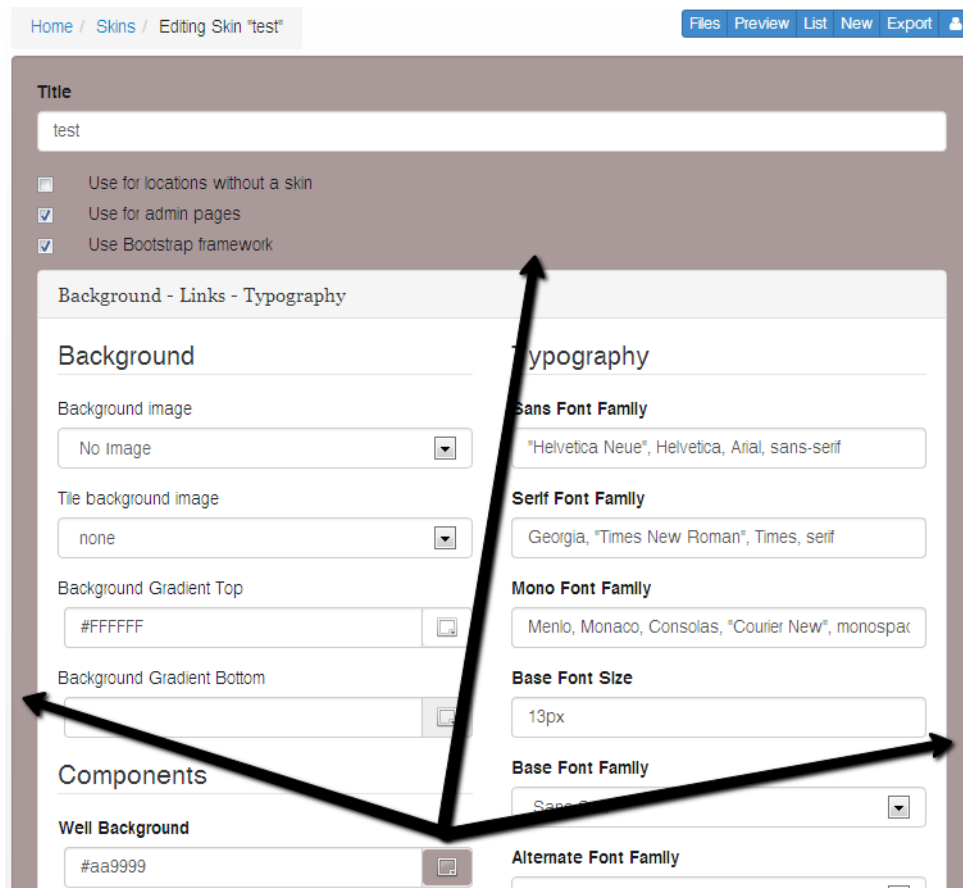 Home / Skins / Editing Skin "test"
Files Preview List New Export
Title
test
Use for locations without a skin
Use for admin pages
Use Bootstrap framework
Background - Links - Typography
Background
Background image
No Image
Tile background image
none
Background Gradient Top
#FFFFFF
Background Gradient Bottom
Components
Well Background
#aa9999
Typography
Sans Font Family
"Helvetica Neue", Helvetica, Arial, sans-serif
Serif Font Family
Georgia, "Times New Roman", Times, serif
Mono Font Family
Menlo, Monaco, Consolas, "Courier New", monospac
Base Font Size
13px
Base Font Family
Sans
Alternate Font Family